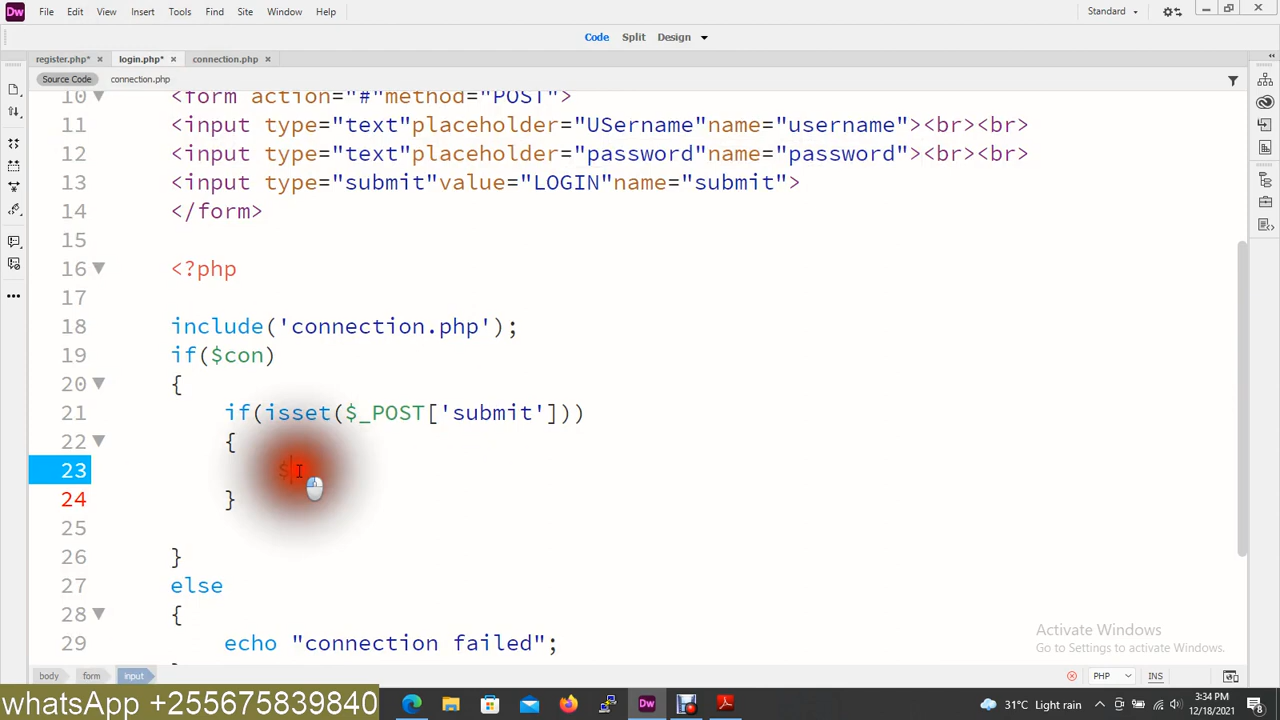 Dw File Edit View Insert Tools Find Site Window Help Standard
Code Split Design
register.php* × login.php* × connection.php ×
Source Code connection.php
10 <form action="#"method="POST">
11 <input type="text"placeholder="USername"name="username"><br><br>
12 <input type="text"placeholder="password"name="password"><br><br>
13 <input type="submit"value="LOGIN"name="submit">
14 </form>
15
16 <?php
17
18 include('connection.php');
19 if($con)
20 {
21 if(isset($_POST['submit']))
22 {
23 $
24 }
25
26 }
27 else
28 {
29 echo "connection failed";
Activate Windows
Go to Settings to activate Windows.
body form input PHP INS
whatsApp +255675839840
Dw
31°C Light rain
3:34 PM
12/18/2021
8